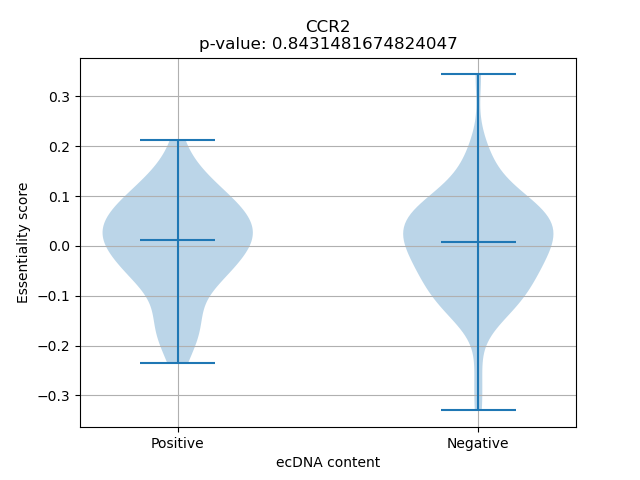 CCR2
p-value: 0.8431481674824047
0.3
0.2
0.1
0.0
−0.1
−0.2
−0.3
Essentiality score
Positive
Negative
ecDNA content